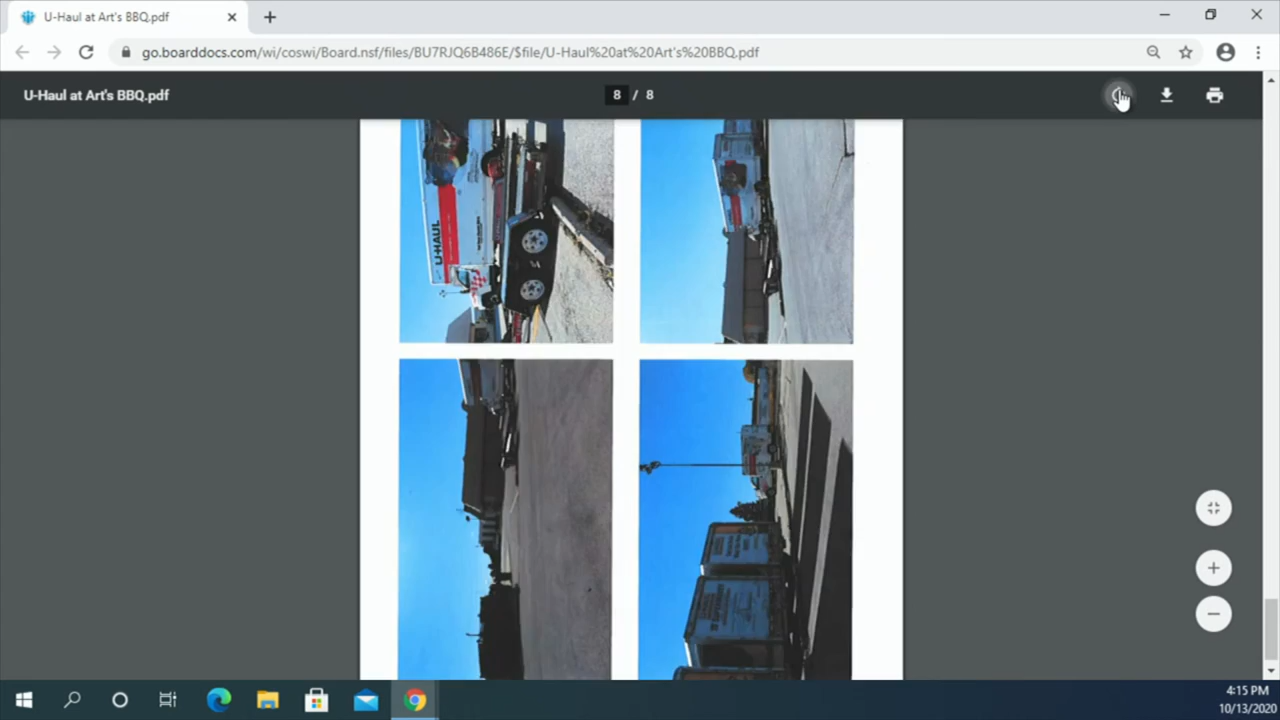 U-Haul at Art's BBQ.pdf
go.boarddocs.com/wi/coswi/Board.nsf/files/BU7RJQ6B486E/$file/U-Haul%20at%20Art's%20BBQ.pdf
U-Haul at Art's BBQ.pdf
8 / 8
U-HAUL
4:15 PM
10/13/2020